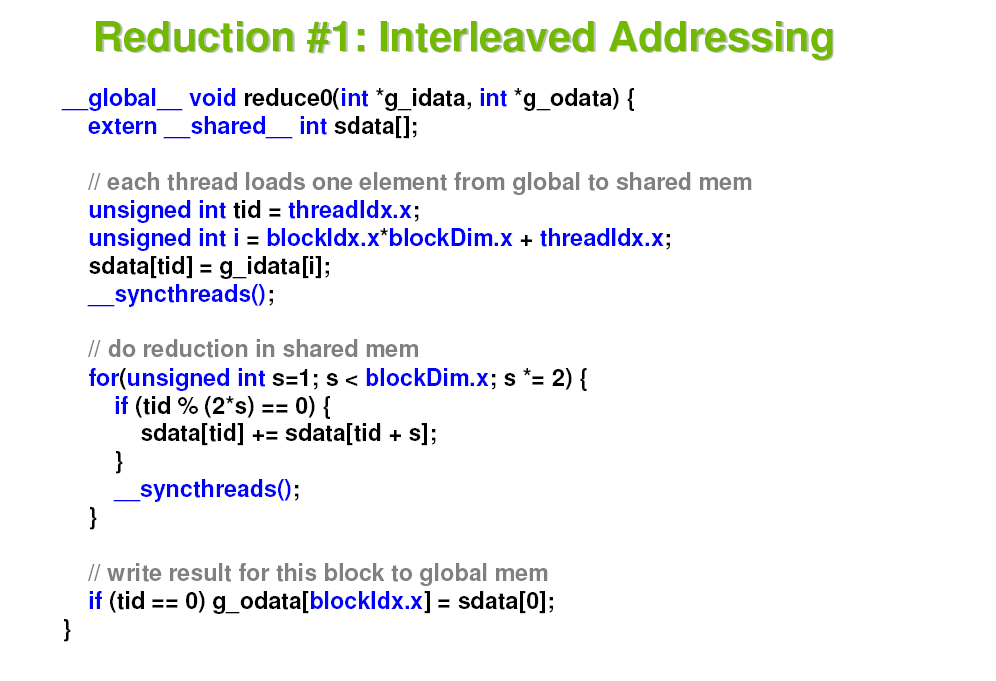 Reduction #1: Interleaved Addressing
__global__ void reduce0(int *g_idata, int *g_odata) {
extern __shared__ int sdata[];
// each thread loads one element from global to shared mem
unsigned int tid = threadIdx.x;
unsigned int i = blockIdx.x*blockDim.x + threadIdx.x;
sdata[tid] = g_idata[i];
__syncthreads();
// do reduction in shared mem
for(unsigned int s=1; s < blockDim.x; s *= 2) {
if (tid % (2*s) == 0) {
sdata[tid] += sdata[tid + s];
}
__syncthreads();
}
// write result for this block to global mem
if (tid == 0) g_odata[blockIdx.x] = sdata[0];
}